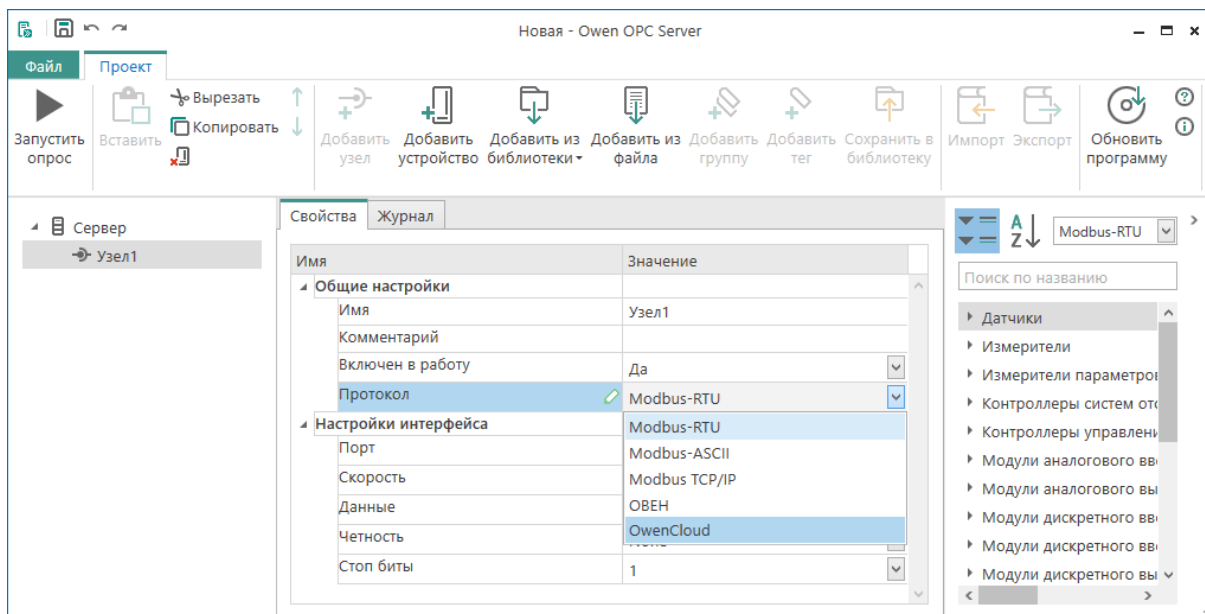 Новая - Owen OPC Server
Файл Проект
Запустить опрос
Вставить
Вырезать
Копировать
Добавить узел
Добавить устройство
Добавить из библиотеки
Добавить из файла
Добавить группу
Добавить тег
Сохранить в библиотеку
Импорт
Экспорт
Обновить программу
Сервер
Узел1
Свойства Журнал
Имя Значение
Общие настройки
Имя Узел1
Комментарий
Включен в работу Да
Протокол Modbus-RTU
Настройки интерфейса Modbus-RTU
Порт Modbus-ASCII
Скорость Modbus TCP/IP
Данные ОВЕН
Четность OwenCloud
Стоп биты 1
A
Z
Modbus-RTU
Поиск по названию
Датчики
Измерители
Измерители параметров
Контроллеры систем ото
Контроллеры управлени
Модули аналогового вв
Модули аналогового вы
Модули дискретного вв
Модули дискретного вв
Модули дискретного вы